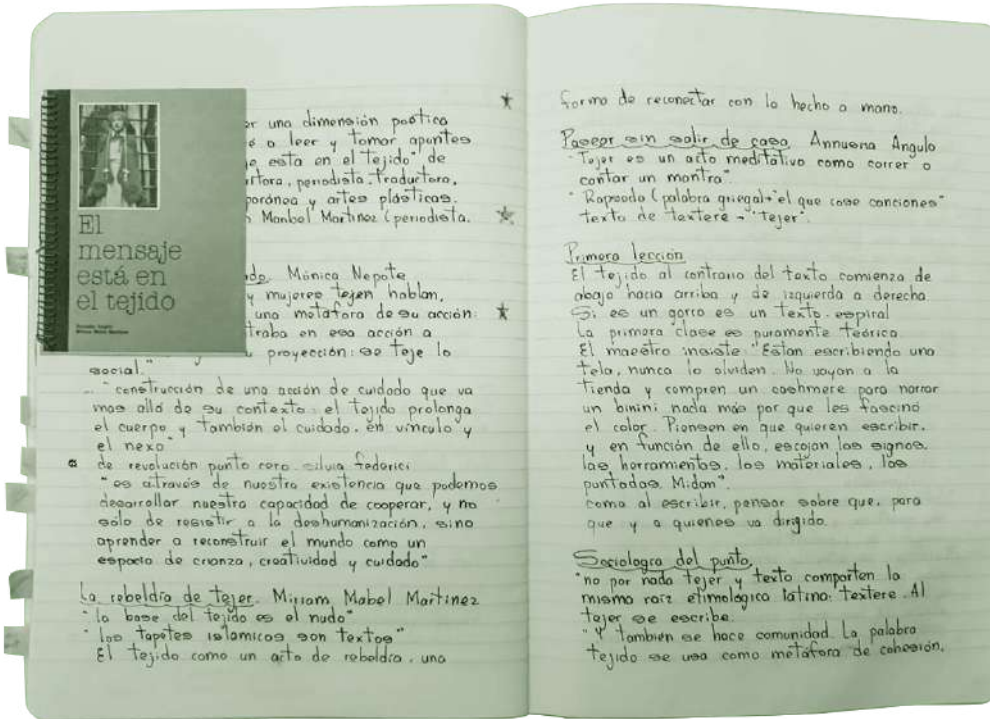 El
mensaje
está en
el tejido
er una dimensión poética
é a leer y tomar apuntes
e esta en el tejido" de
rtora, periodista, traductora,
poránea y artes plásticas.
Maribel Martínez (periodista.
do. Mónica Nepote
y mujeres tejen hablan,
una metáfora de su acción:
traba en esa acción a
proyección: se teje lo
social."
... "construcción de una acción de cuidado que va
mas allá de su contexto: el tejido prolonga
el cuerpo y también el cuidado, en vínculo y
el nexo"
de revolución punto cero. silvia federici
"es através de nuestra existencia que podemos
desarrollar nuestra capacidad de cooperar, y no
solo de resistir a la deshumanización, sino
aprender a reconstruir el mundo como un
espacio de crianza, creatividad y cuidado"
La rebeldía de tejer. Miriam Mabel Martínez
"la base del tejido es el nudo"
"los tapetes islamicos son textos"
El tejido como un acto de rebeldía, una
forma de reconectar con lo hecho a mano.
Pasear sin salir de casa. Annuska Angulo
"Tejer es un acto meditativo como correr o
cantar un mantra".
"Rapsoda (palabra griega)→"el que cose canciones"
texto de textere → "tejer".
Primera lección
El tejido al contrario del texto comienza de
abajo hacia arriba y de izquierda a derecha
Si es un gorro es un texto. espiral
La primera clase es puramente teórica
El maestro insiste "Estan escribiendo una
tela, nunca lo olviden. No vayan a la
tienda y compren un cashmere para narrar
un binini nada más por que les fascinó
el color. Piensen en que quieren escribir,
y en función de ello, escojan los signos,
las herramientas, los materiales, las
puntadas. Midan".
como al escribir, pensar sobre que, para
que y a quienes va dirigido.
Sociologra del punto.
"no por nada tejer y texto comparten la
misma raíz etimológica latina: textere. Al
tejer se escribe.
"Y también se hace comunidad. La palabra
tejido se usa como metáfora de cohesión,